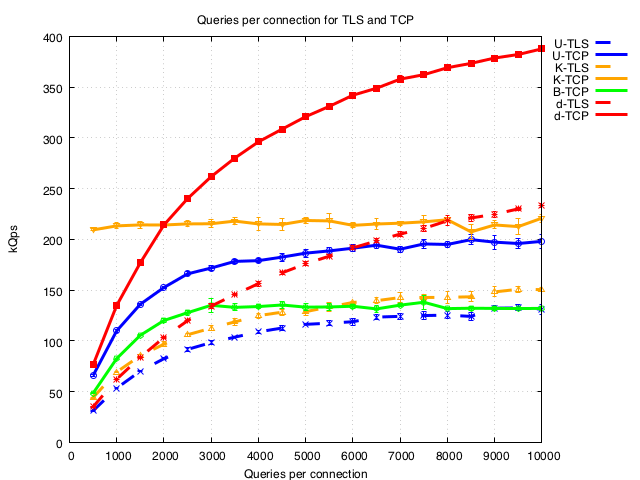 Queries per connection for TLS and TCP
400
350
300
250
200
150
100
50
0
kQps
0 1000 2000 3000 4000 5000 6000 7000 8000 9000 10000
Queries per connection
U-TLS
U-TCP
K-TLS
K-TCP
B-TCP
d-TLS
d-TCP